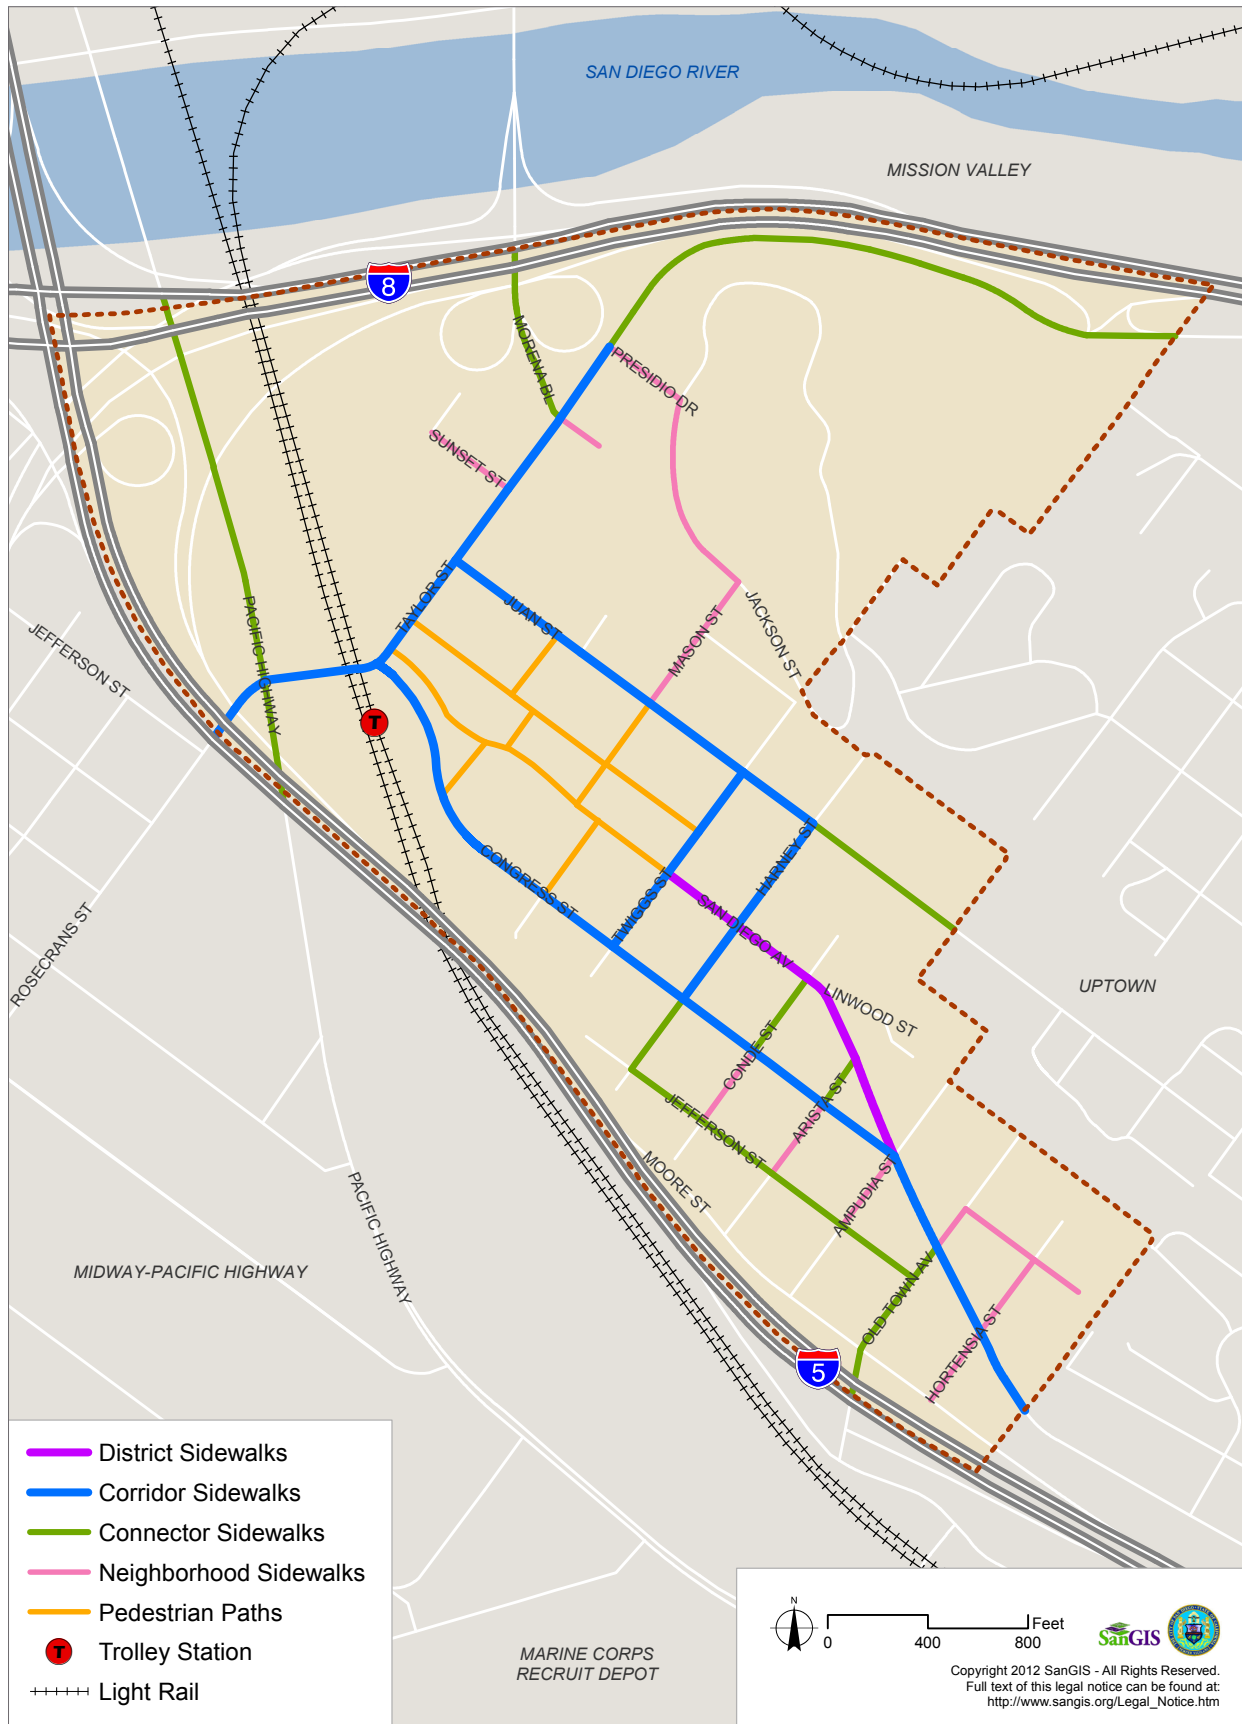 SAN DIEGO RIVER
MISSION VALLEY
8
MORENA BL
PRESIDIO DR
SUNSET ST
TAYLOR ST
JUAN ST
MASON ST
JACKSON ST
PACIFIC HIGHWAY
JEFFERSON ST
T
ROSECRANS ST
CONGRESS ST
TWIGGS ST
HARNEY ST
SAN DIEGO AV
LINWOOD ST
UPTOWN
CONDE ST
ARISTA ST
JEFFERSON ST
MOORE ST
AMPUDIA ST
PACIFIC HIGHWAY
MIDWAY-PACIFIC HIGHWAY
OLD TOWN AV
HORTENSIA ST
5
District Sidewalks
Corridor Sidewalks
Connector Sidewalks
Neighborhood Sidewalks
Pedestrian Paths
T
Trolley Station
Light Rail
MARINE CORPS
RECRUIT DEPOT
N
Feet
0 400 800
SanGIS
Copyright 2012 SanGIS - All Rights Reserved.
Full text of this legal notice can be found at:
http://www.sangis.org/Legal_Notice.htm